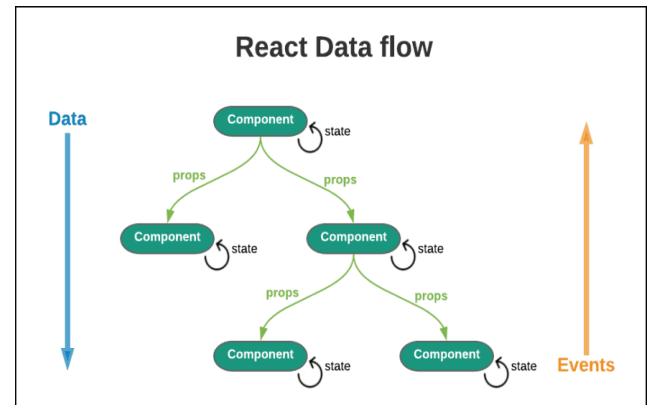 React Data flow
Data
Component
state
props
props
Component
state
Component
state
props
props
Component
state
Component
state
Events